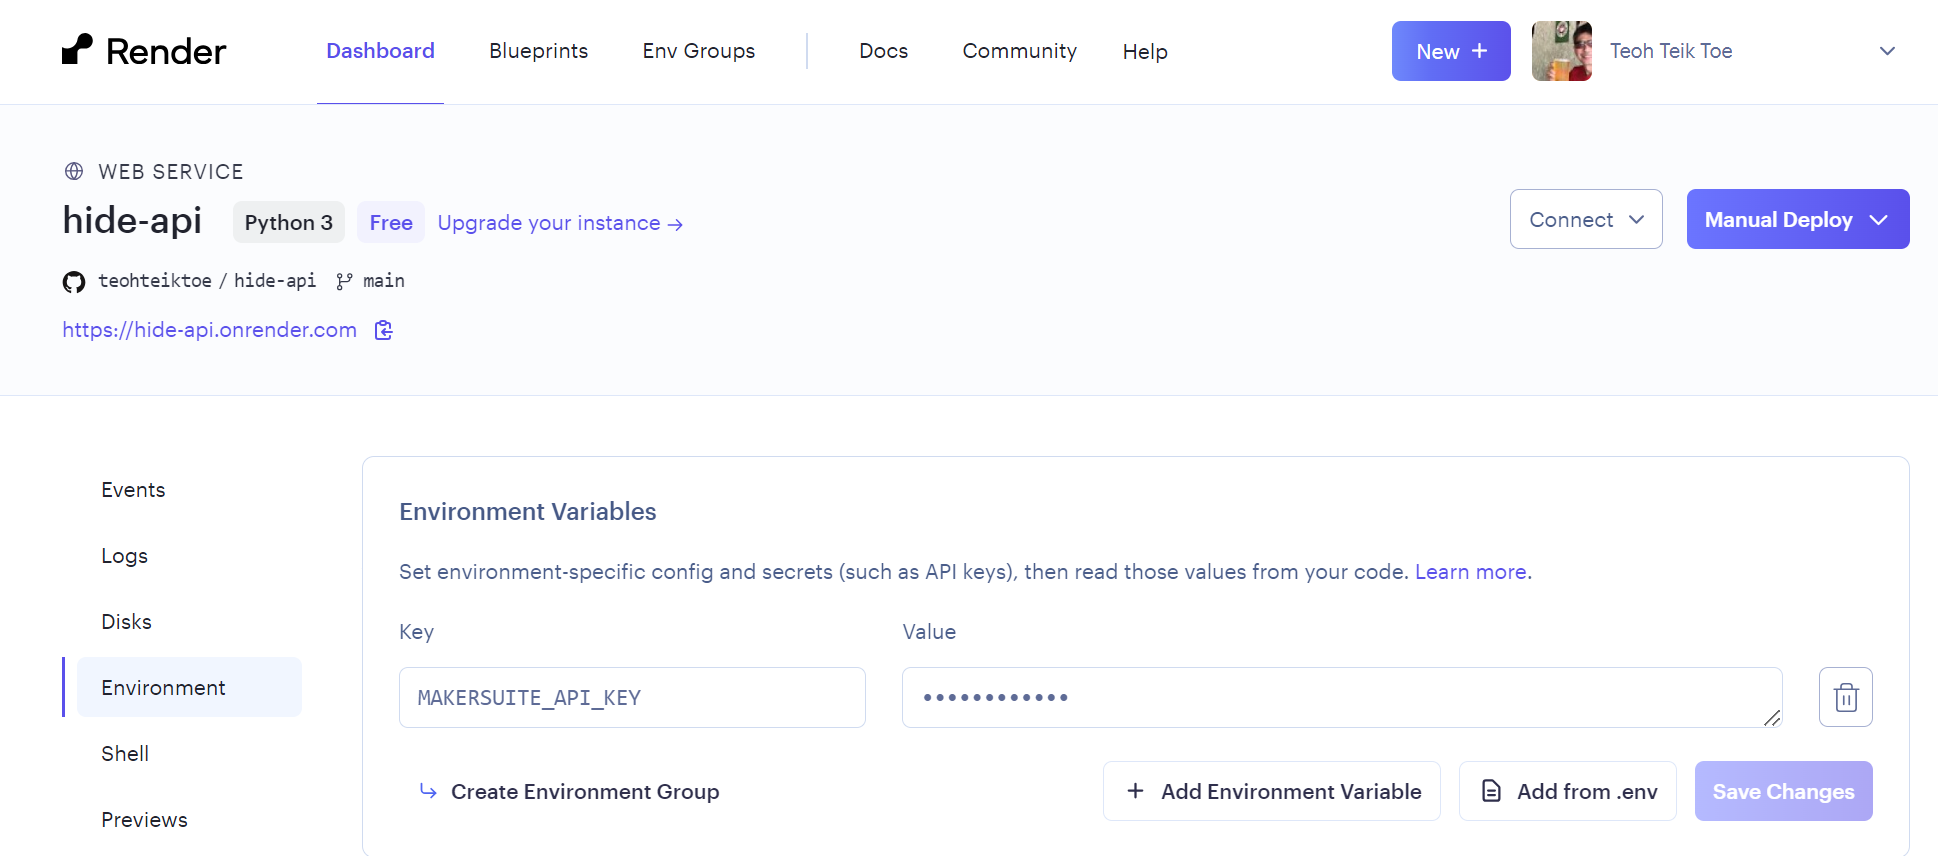 Render Dashboard Blueprints Env Groups Docs Community Help New + Teoh Teik Toe
WEB SERVICE
hide-api Python 3 Free Upgrade your instance →
Connect Manual Deploy
teohteiktoe / hide-api main
https://hide-api.onrender.com
Events
Logs
Disks
Environment
Shell
Previews
Environment Variables
Set environment-specific config and secrets (such as API keys), then read those values from your code. Learn more.
Key Value
MAKERSUITE_API_KEY ••••••••••••
Create Environment Group + Add Environment Variable Add from .env Save Changes